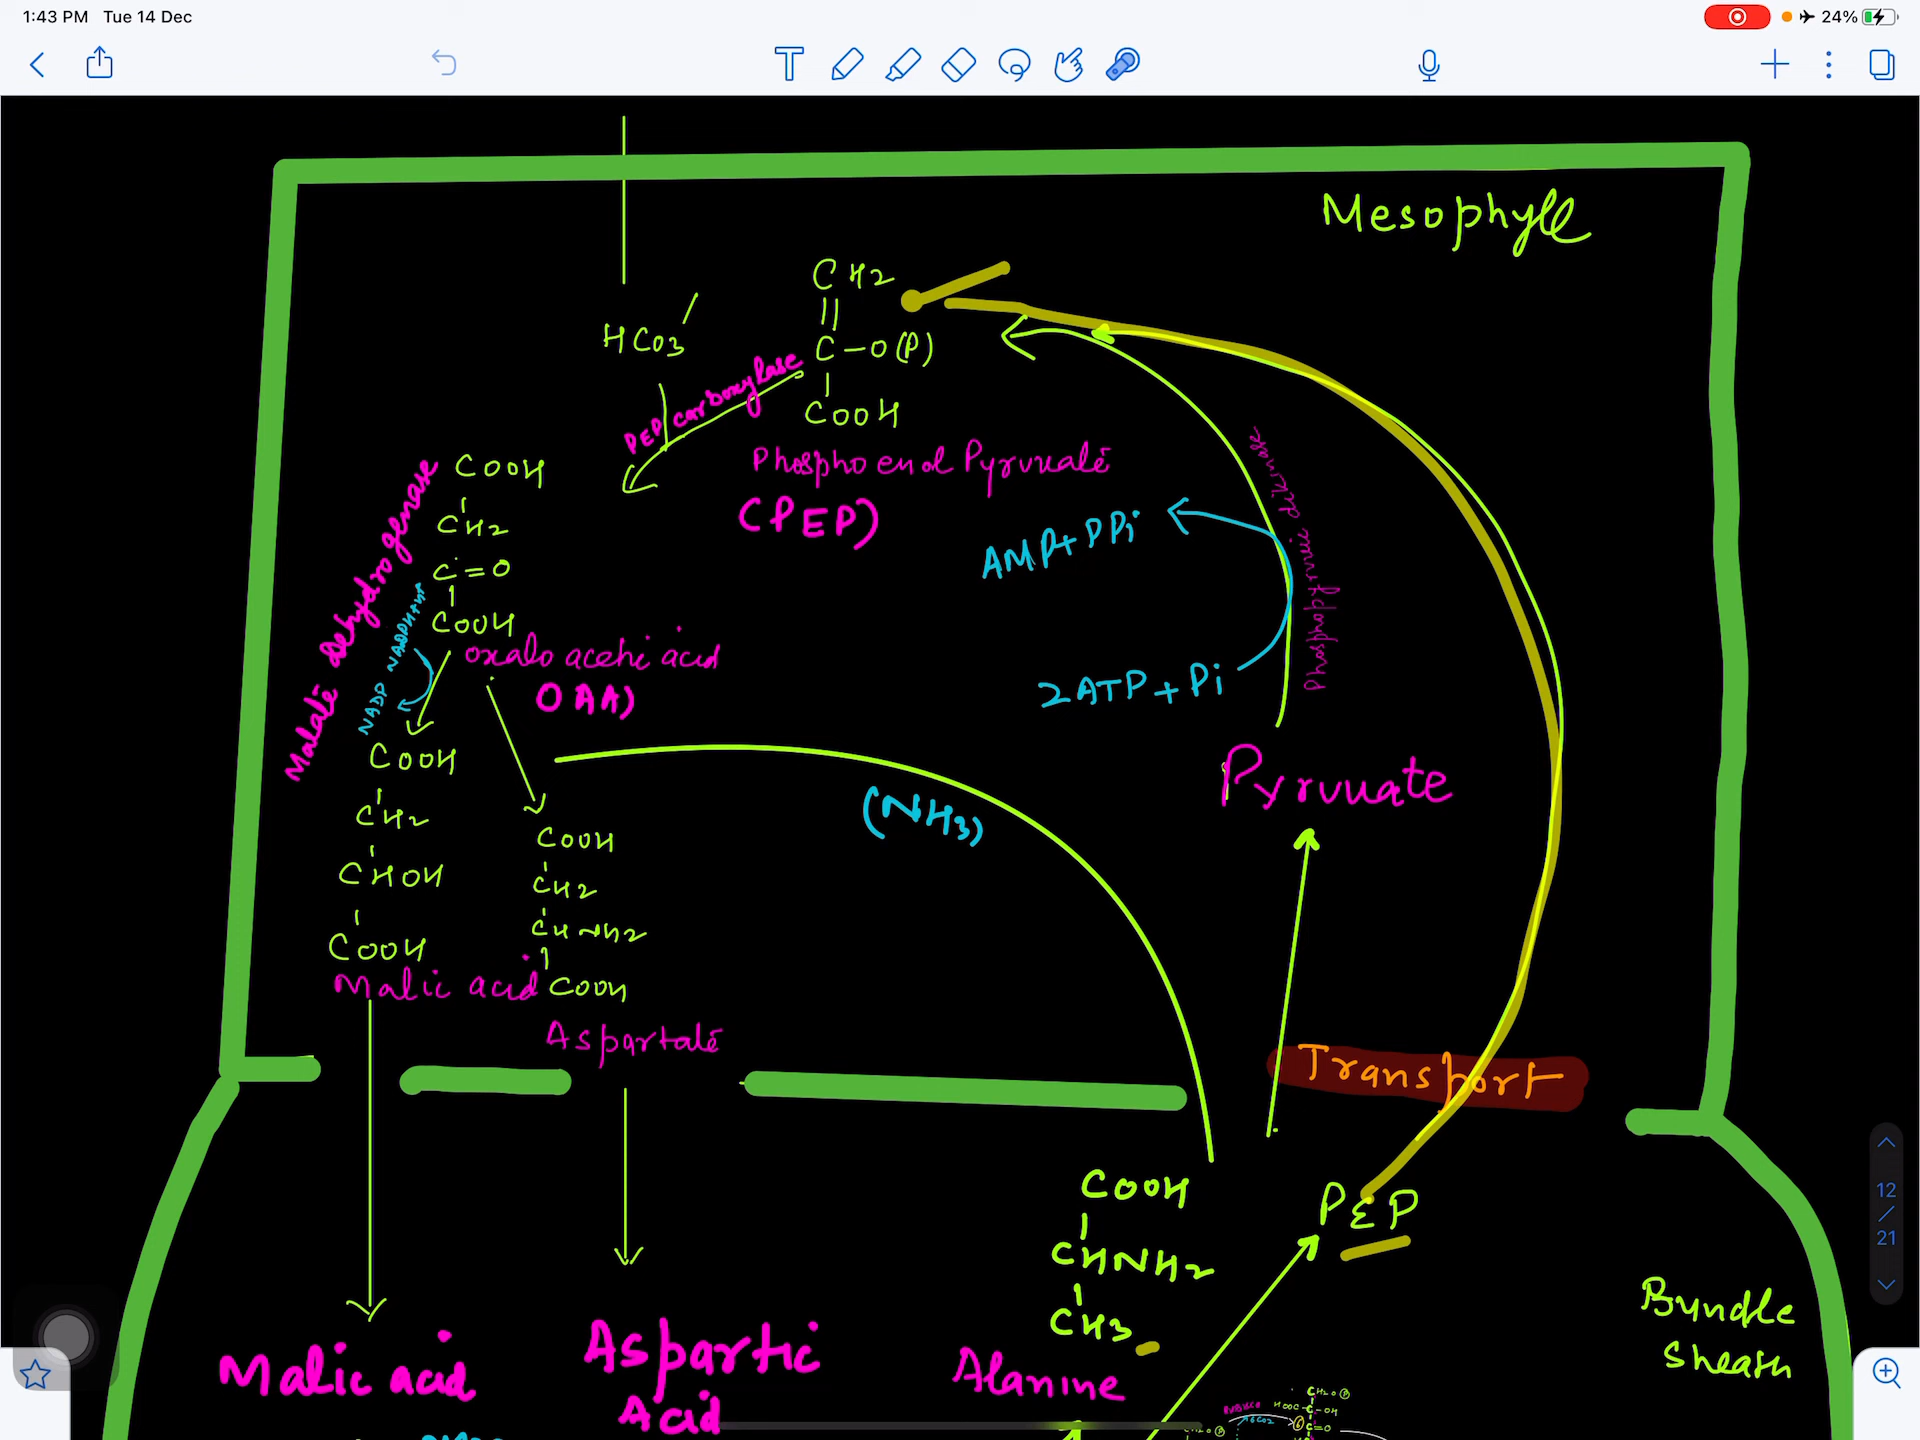 1:43 PM Tue 14 Dec
24%
T
Mesophyll
CH2
HCO3
C-O(P)
COOH
PEP carboxylase
Phospho enol Pyruvate
(PEP)
COOH
CH2
C=O
COOH
oxalo acetic acid
OAA)
Malate Dehydrogenase
NADP NADPH+H+
AMP+PPi
2ATP+Pi
Phosphopyruvic dikinase
Pyruvate
(NH3)
COOH
CH2
CHOH
COOH
Malic acid
COOH
CH2
CHNH2
COOH
Aspartate
Transport
COOH
CHNH2
CH3
Alanine
PEP
12
/
21
Bundle
Sheath
Malic acid
Aspartic
Acid
CH2O(P)
HOOC-C-OH
C=O